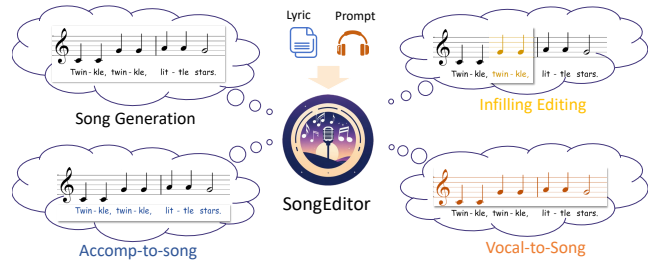 Lyric
Prompt
Twin- kle, twin- kle, lit - tle stars.
Song Generation
Twin- kle, twin-kle, lit - tle stars.
Infilling Editing
SongEditor
Twin- kle, twin- kle, lit - tle stars.
Accomp-to-song
Twin- kle, twin- kle, lit - tle stars.
Vocal-to-Song